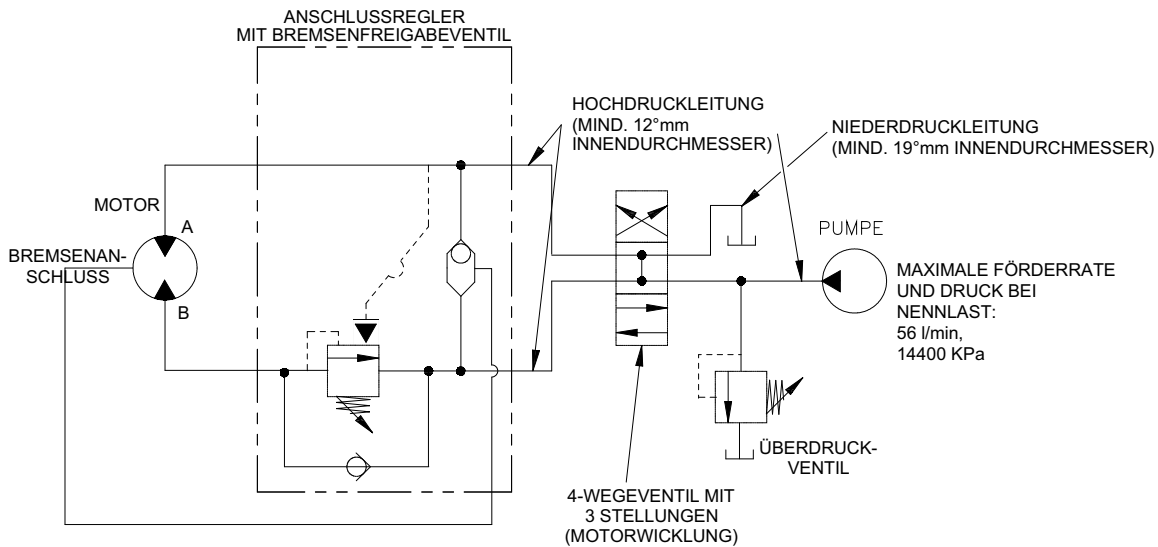 ANSCHLUSSREGLER
MIT BREMSENFREIGABEVENTIL
HOCHDRUCKLEITUNG
(MIND. 12°mm
INNENDURCHMESSER)
NIEDERDRUCKLEITUNG
(MIND. 19°mm INNENDURCHMESSER)
MOTOR
A
BREMSENAN-
SCHLUSS
B
PUMPE
MAXIMALE FÖRDERRATE
UND DRUCK BEI
NENNLAST:
56 l/min,
14400 KPa
ÜBERDRUCK-
VENTIL
4-WEGEVENTIL MIT
3 STELLUNGEN
(MOTORWICKLUNG)